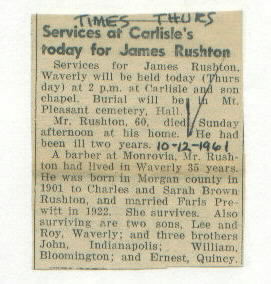 TIMES THURS
Services at Carlisle's
today for James Rushton
Services for James Rushton,
Waverly will be held today (Thurs
day) at 2 p.m. at Carlisle and son
chapel. Burial will be in Mt.
Pleasant cemetery, Hall.
Mr. Rushton, 60, died Sunday
afternoon at his home. He had
been ill two years. 10-12-1961
A barber at Monrovia, Mr. Rush-
ton had lived in Waverly 35 years.
He was born in Morgan county in
1901 to Charles and Sarah Brown
Rushton, and married Faris Pre-
witt in 1922. She survives. Also
surviving are two sons, Lee and
Roy, Waverly; and three brothers
John, Indianapolis; William,
Bloomington; and Ernest, Quincy.